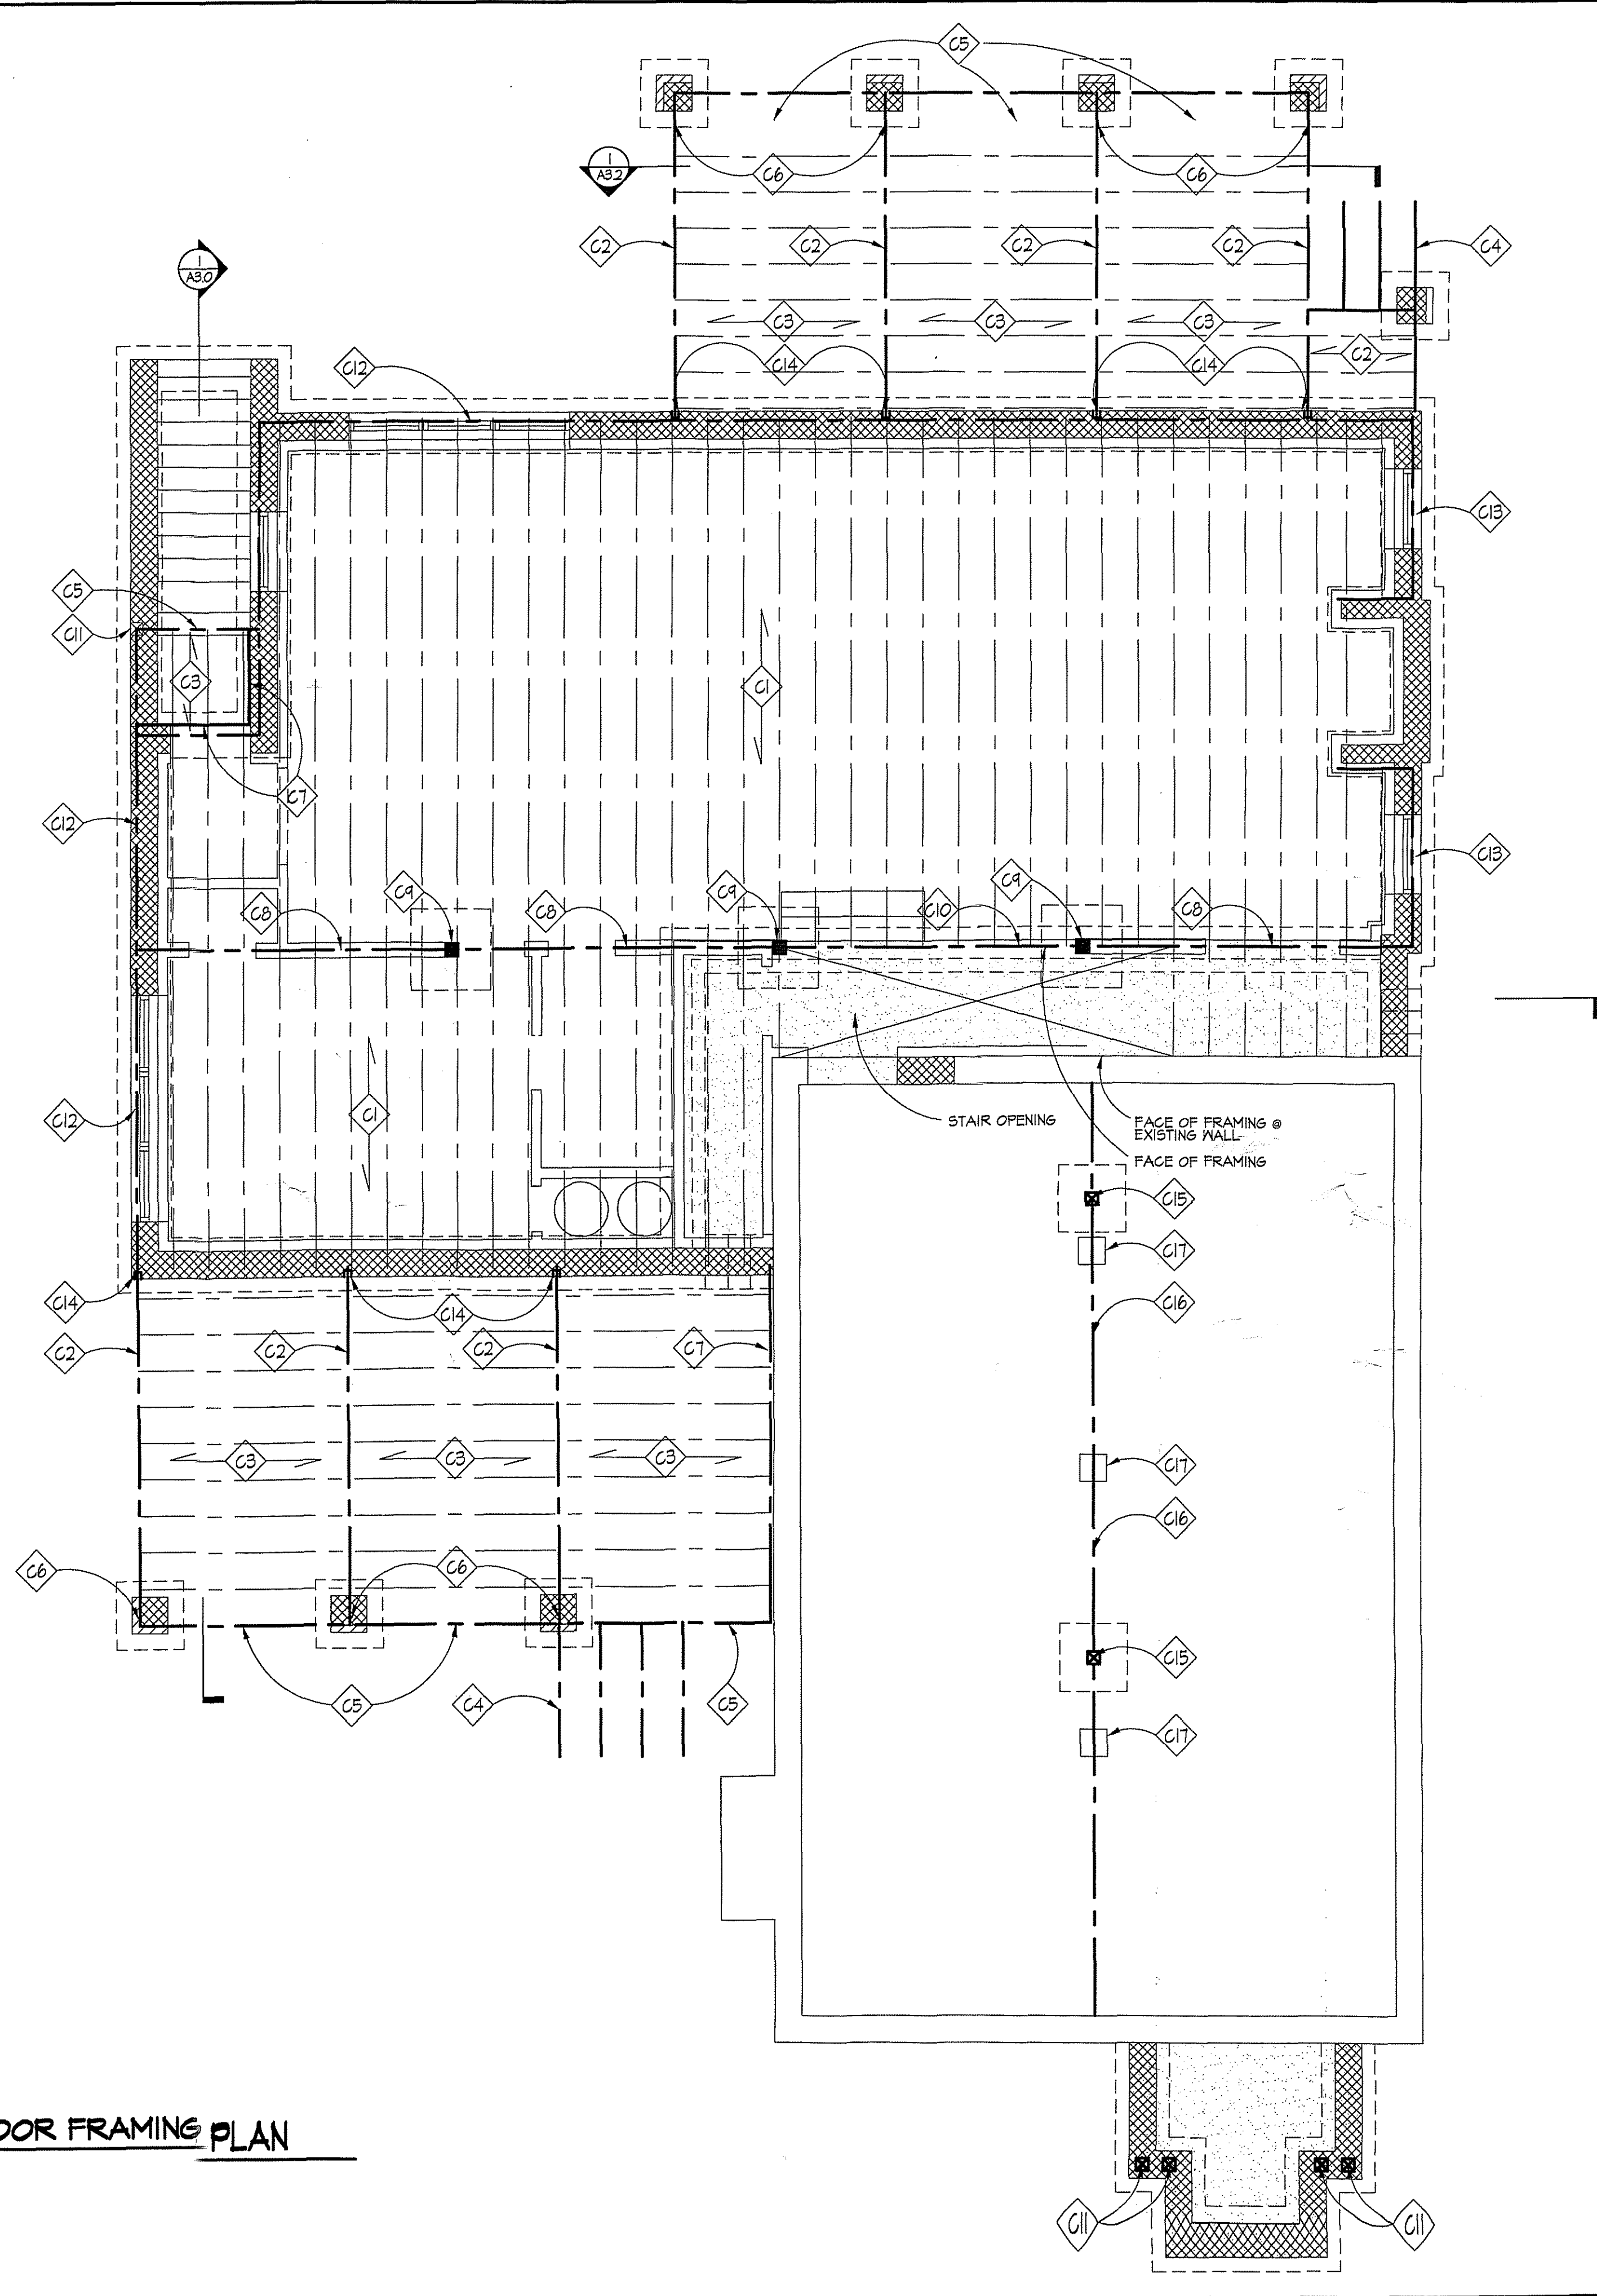 C5
1
A3.2
C6
C6
C2
C2
C2
C2
C4
1
A3.0
C3
C3
C3
C2
C12
C14
C14
C13
C5
C11
C3
C1
C7
C12
C13
C8
C9
C8
C9
C10
C9
C8
C12
C1
STAIR OPENING
FACE OF FRAMING @
EXISTING WALL
FACE OF FRAMING
C15
C17
C14
C14
C16
C2
C2
C2
C7
C3
C3
C3
C17
C16
C6
C6
C15
C5
C4
C5
C17
OOR FRAMING PLAN
C11
C11